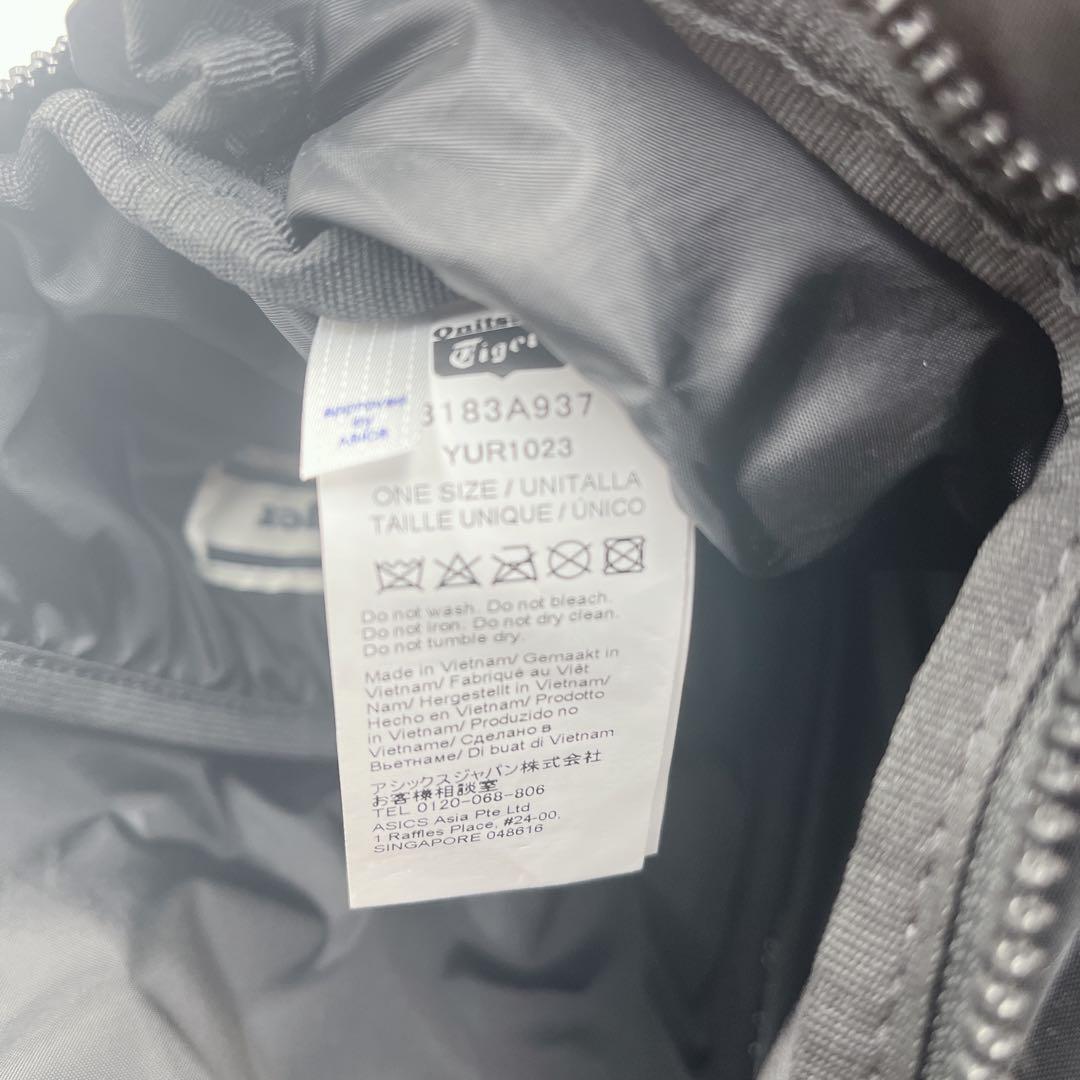 Tiger
approved
by
ASICS
3183A937
YUR1023
ONE SIZE / UNITALLA
TAILLE UNIQUE / ÚNICO
Do not wash. Do not bleach.
Do not iron. Do not dry clean.
Do not tumble dry.
Made in Vietnam/ Gemaakt in
Vietnam/ Fabriqué au Viêt
Nam/ Hergestellt in Vietnam/
Hecho en Vietnam/ Prodotto
in Vietnam/ Produzido no
Vietname/ Сделано в
Вьетнаме/ Di buat di Vietnam
アシックスジャパン株式会社
お客様相談室
TEL 0120-068-806
ASICS Asia Pte Ltd
1 Raffles Place, #24-00,
SINGAPORE 048616